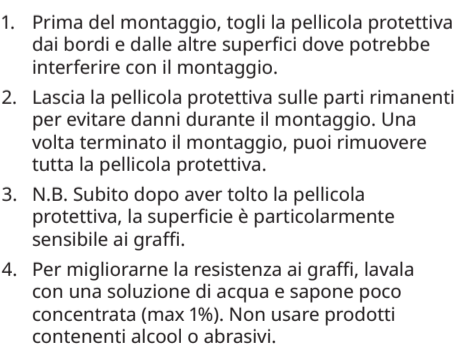 1. Prima del montaggio, togli la pellicola protettiva
dai bordi e dalle altre superfici dove potrebbe
interferire con il montaggio.
2. Lascia la pellicola protettiva sulle parti rimanenti
per evitare danni durante il montaggio. Una
volta terminato il montaggio, puoi rimuovere
tutta la pellicola protettiva.
3. N.B. Subito dopo aver tolto la pellicola
protettiva, la superficie è particolarmente
sensibile ai graffi.
4. Per migliorarne la resistenza ai graffi, lavala
con una soluzione di acqua e sapone poco
concentrata (max 1%). Non usare prodotti
contenenti alcool o abrasivi.